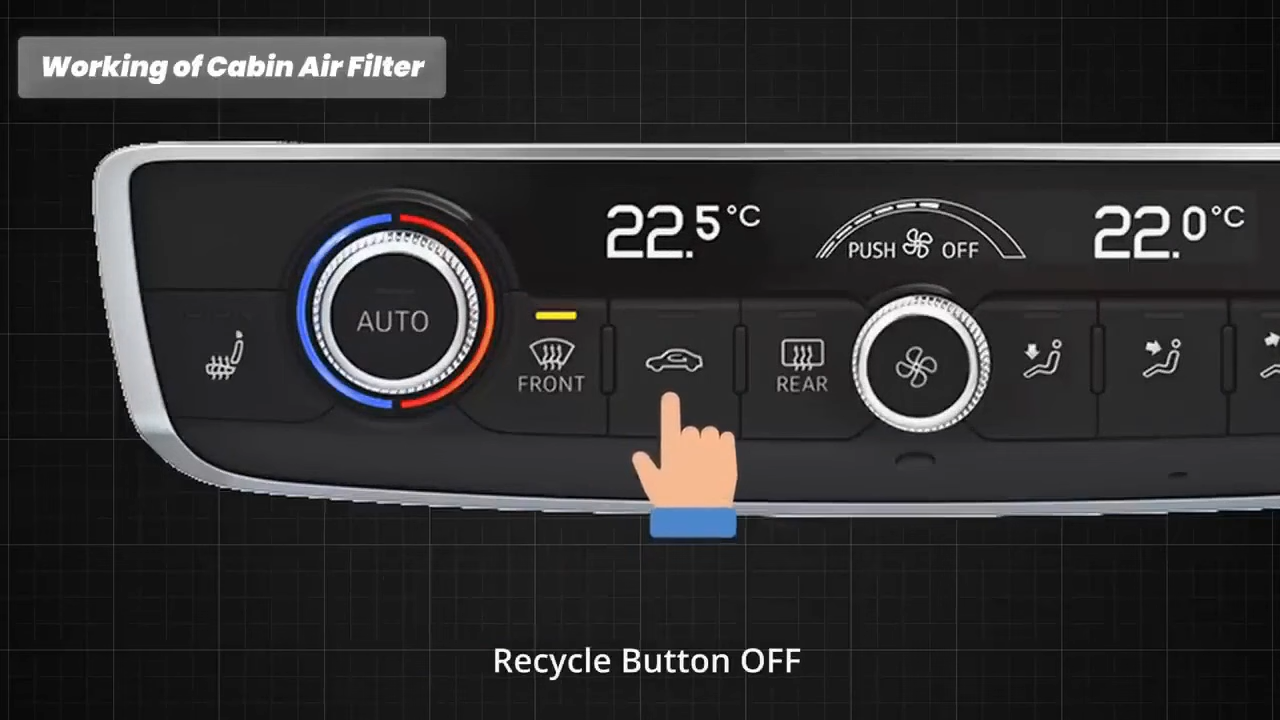 Working of Cabin Air Filter
22.5°C
PUSH OFF
22.0°C
AUTO
FRONT
REAR
Recycle Button OFF